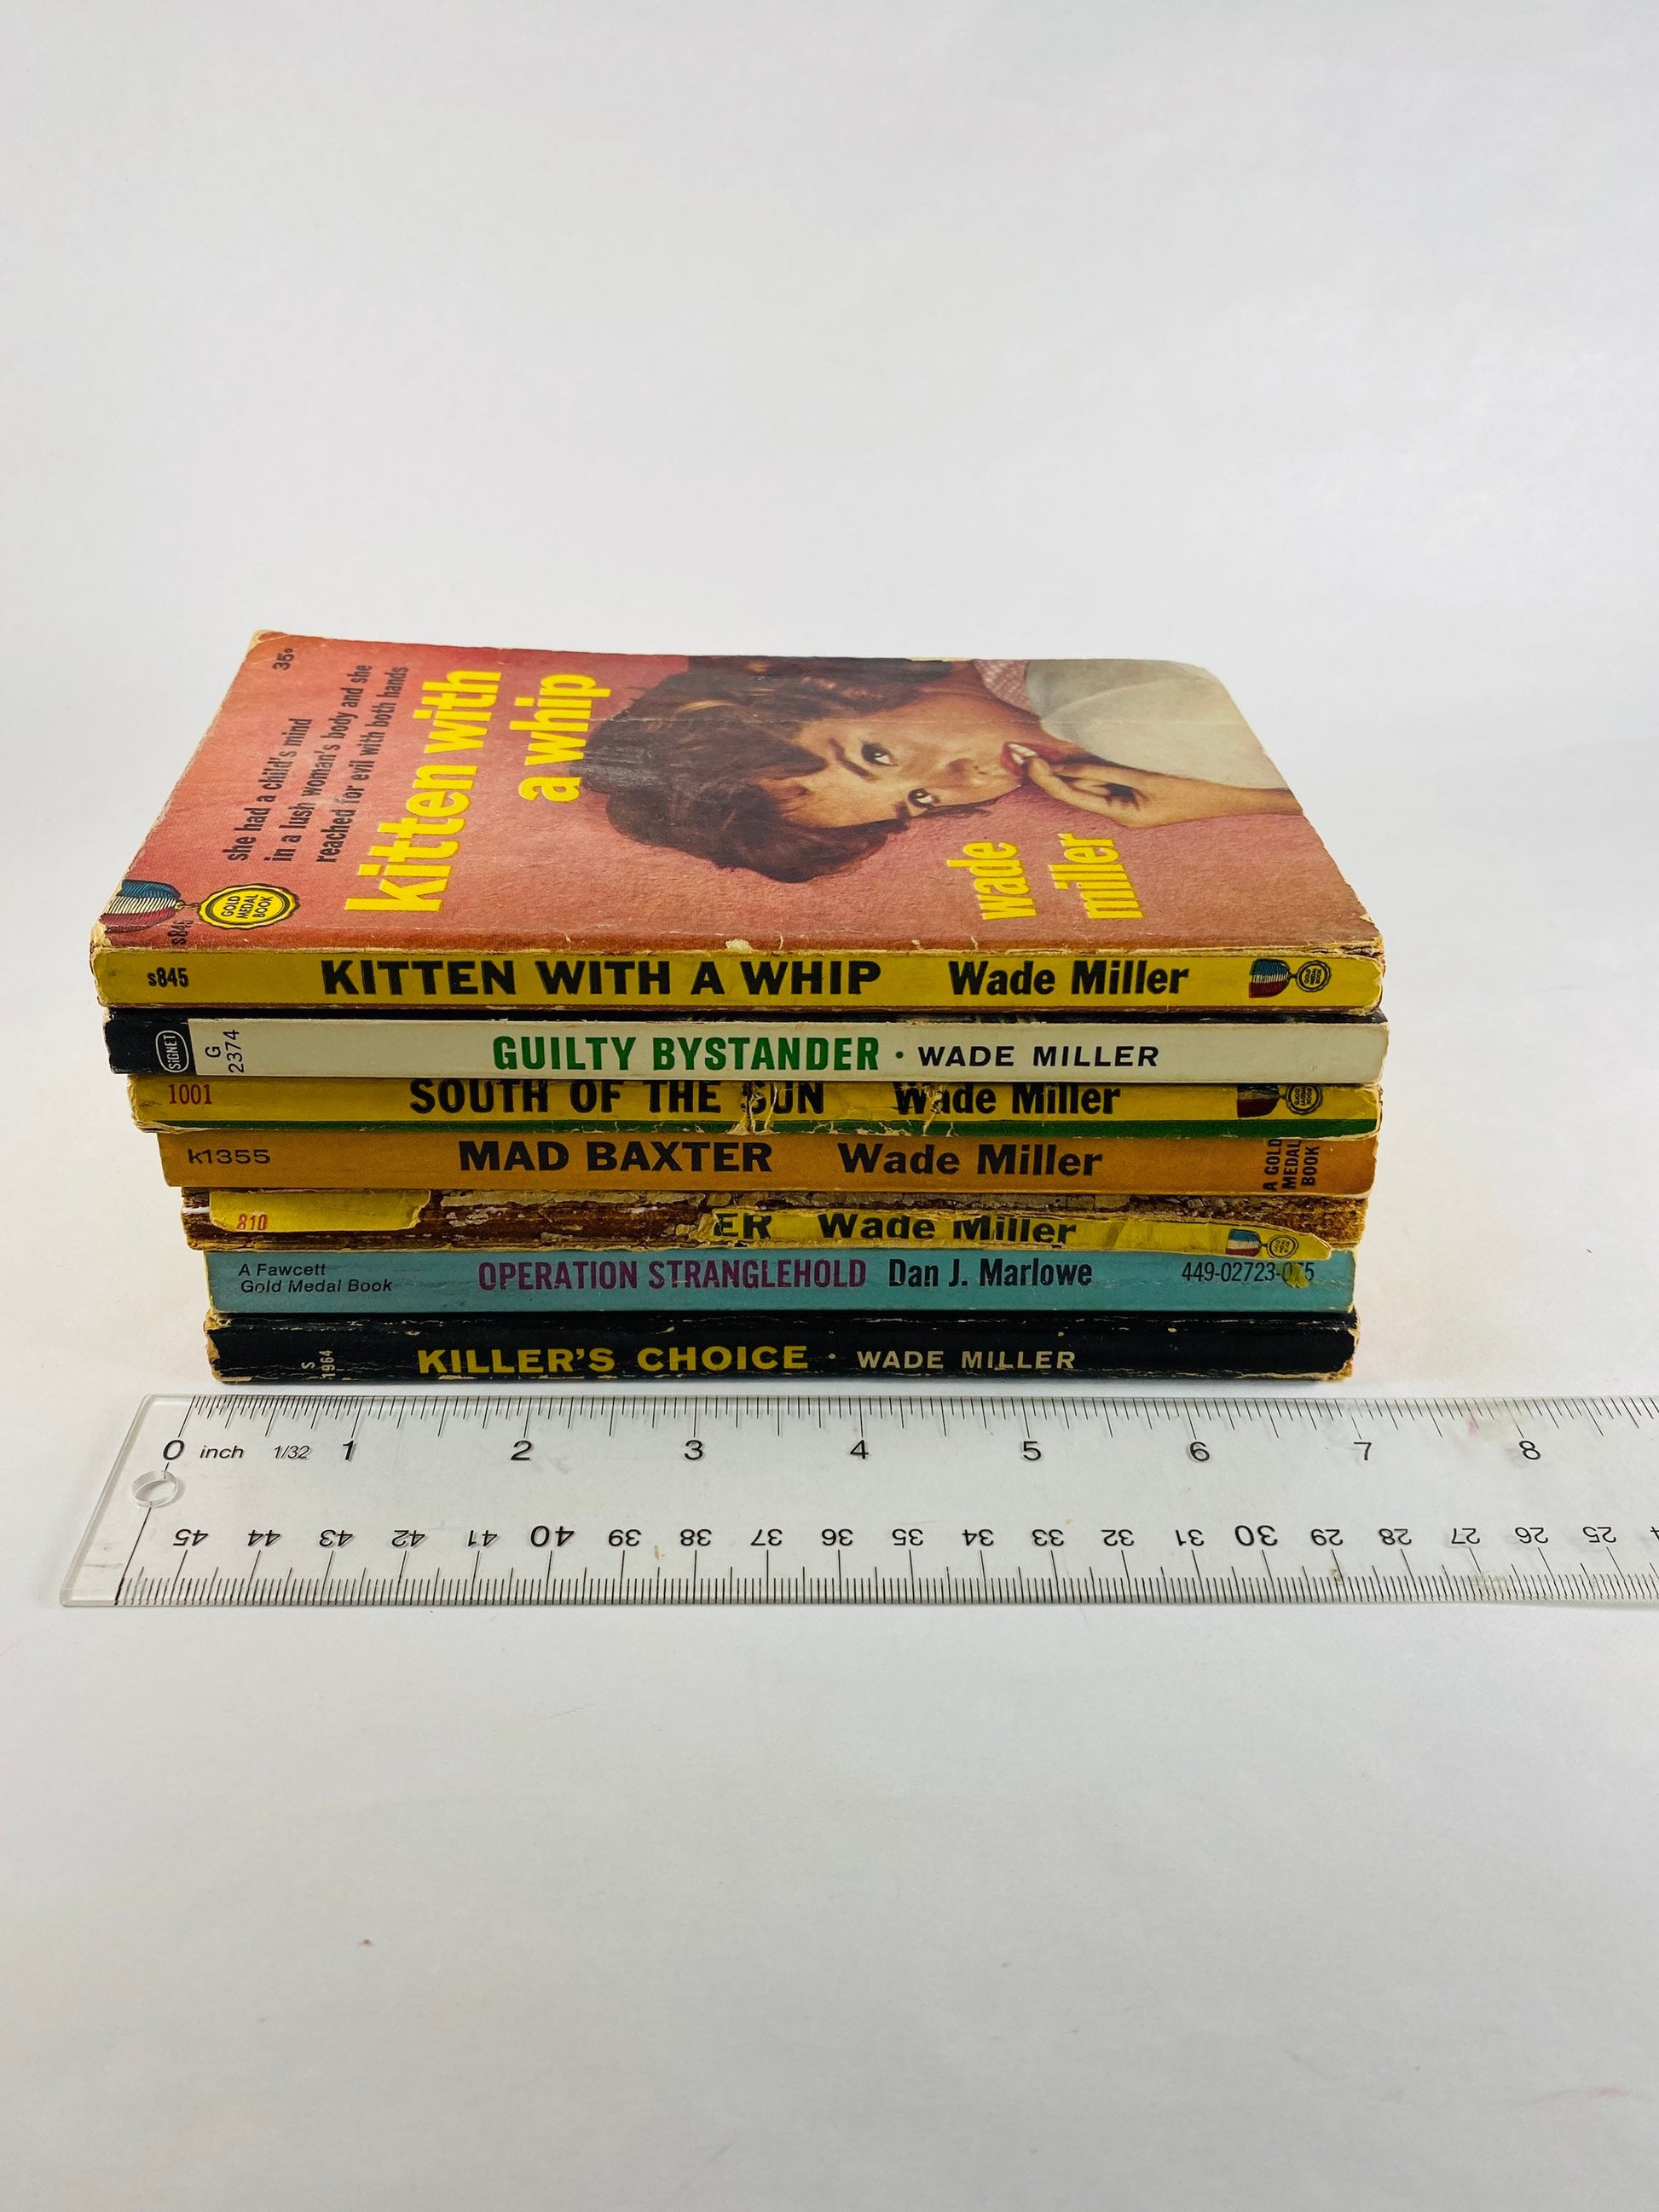 35¢
she had a child's mind
in a lush woman's body and she
reached for evil with both hands
kitten with
a whip
wade
miller
GOLD
MEDAL
BOOK
s845
s845 KITTEN WITH A WHIP Wade Miller
SIGNET G 2374 GUILTY BYSTANDER · WADE MILLER
1001 SOUTH OF THE SUN Wade Miller
k1355 MAD BAXTER Wade Miller A GOLD MEDAL BOOK
810 ER Wade Miller
A Fawcett
Gold Medal Book OPERATION STRANGLEHOLD Dan J. Marlowe 449-02723-075
S 1964 KILLER'S CHOICE · WADE MILLER
0 inch 1/32 1 2 3 4 5 6 7 8
45 44 43 42 41 40 39 38 37 36 35 34 33 32 31 30 29 28 27 26 25